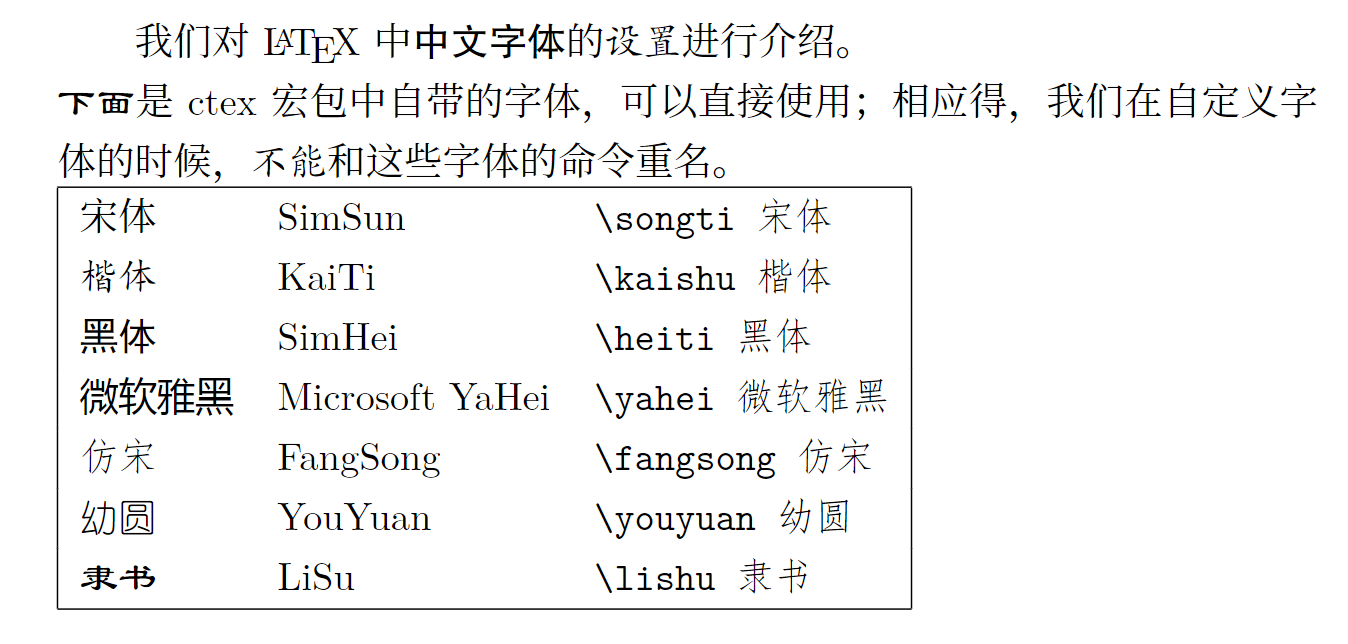 我们对 LATEX 中中文字体的设置进行介绍。
下面是 ctex 宏包中自带的字体，可以直接使用；相应得，我们在自定义字
体的时候，不能和这些字体的命令重名。
宋体 SimSun \songti 宋体
楷体 KaiTi \kaishu 楷体
黑体 SimHei \heiti 黑体
微软雅黑 Microsoft YaHei \yahei 微软雅黑
仿宋 FangSong \fangsong 仿宋
幼圆 YouYuan \youyuan 幼圆
隶书 LiSu \lishu 隶书